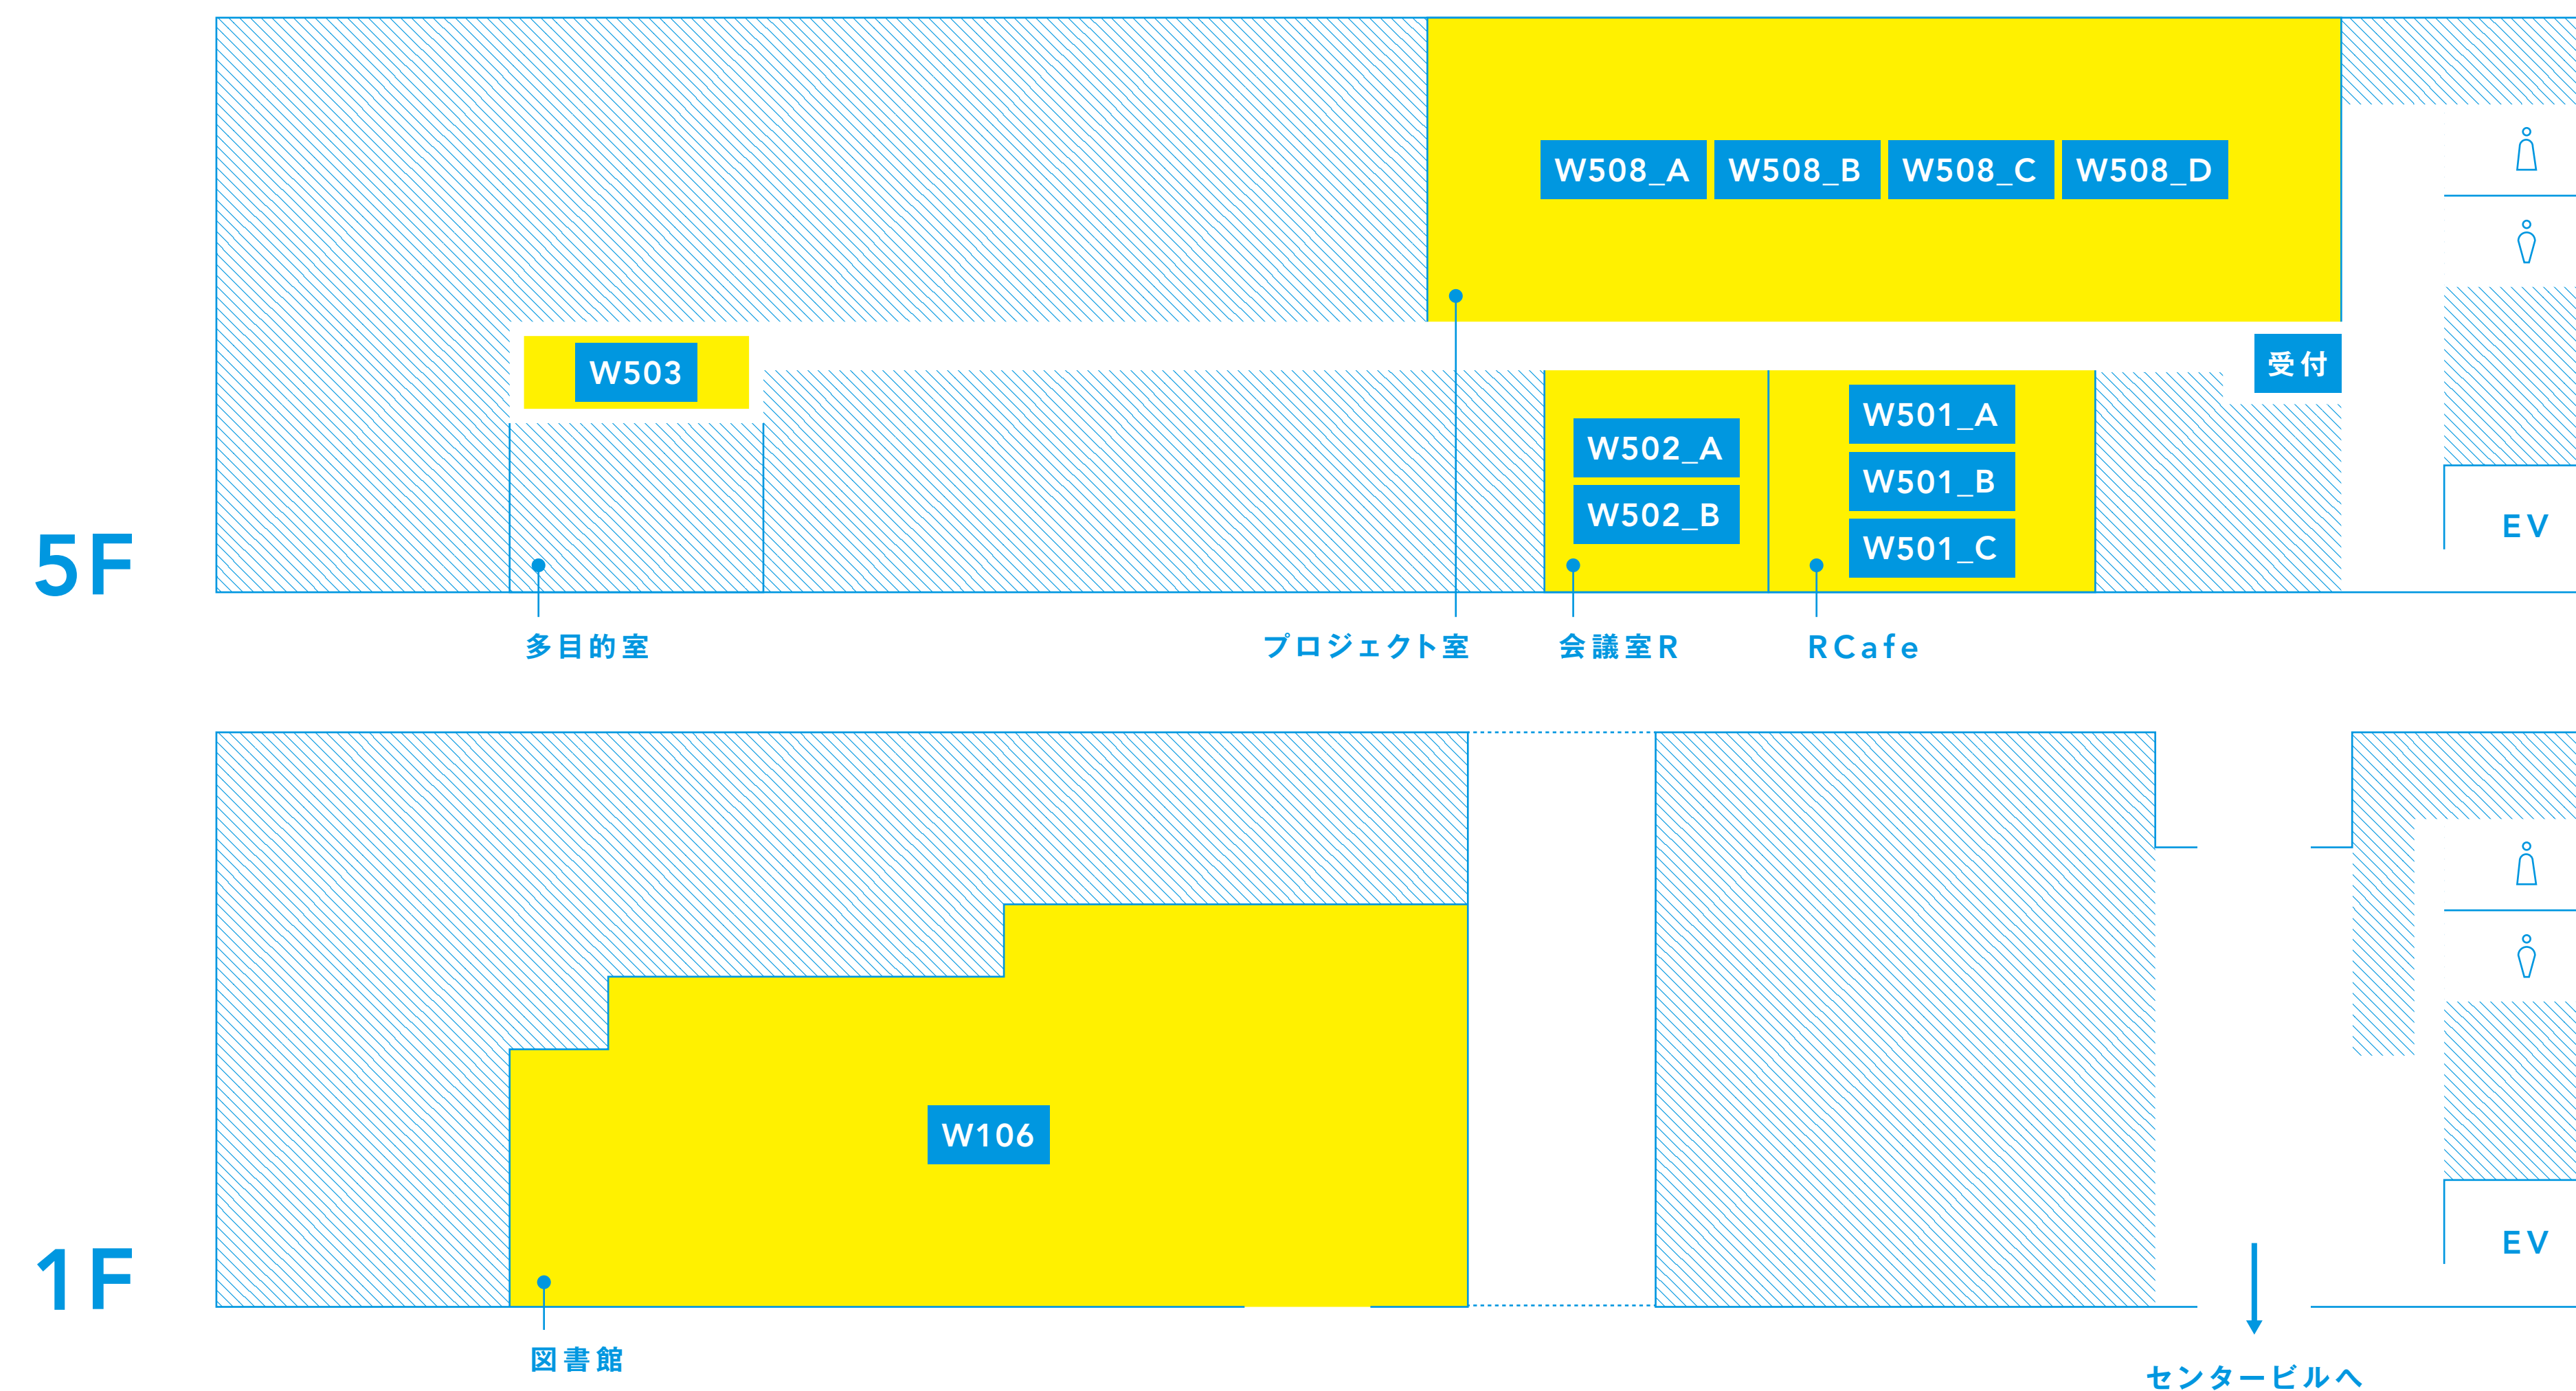 W508_A W508_B W508_C W508_D
W503
受付
W502_A
W502_B
W501_A
W501_B
W501_C
EV
5F
多目的室
プロジェクト室
会議室R
RCafe
W106
EV
1F
図書館
センタービルへ